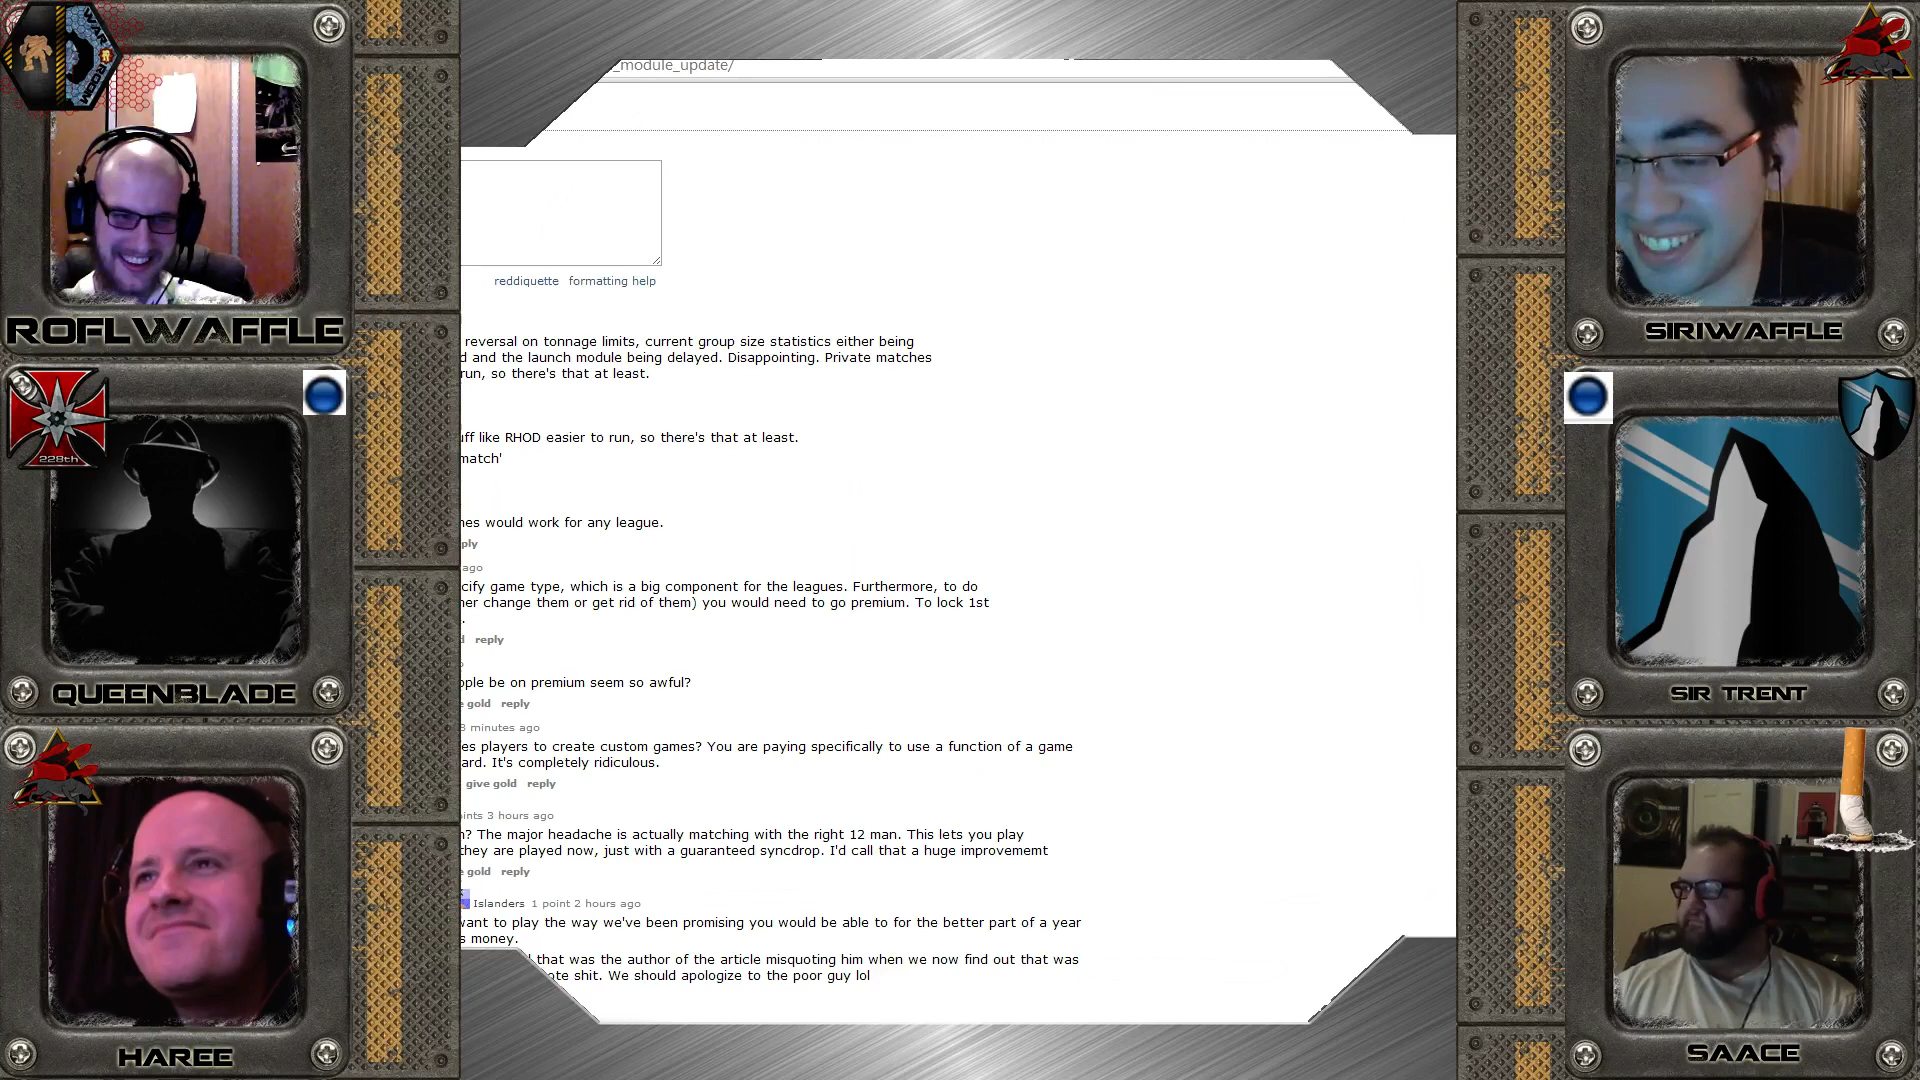 WAR ROOM
ROFLWAFFLE
228th
QUEENBLADE
HAREE
_module_update/
reddiquette formatting help
reversal on tonnage limits, current group size statistics either being
d and the launch module being delayed. Disappointing. Private matches
run, so there's that at least.
uff like RHOD easier to run, so there's that at least.
match'
nes would work for any league.
ply
ago
cify game type, which is a big component for the leagues. Furthermore, to do
her change them or get rid of them) you would need to go premium. To lock 1st
.
d reply
ople be on premium seem so awful?
e gold reply
8 minutes ago
es players to create custom games? You are paying specifically to use a function of a game
ard. It's completely ridiculous.
give gold reply
ints 3 hours ago
n? The major headache is actually matching with the right 12 man. This lets you play
they are played now, just with a guaranteed syncdrop. I'd call that a huge improvememt
e gold reply
Islanders 1 point 2 hours ago
want to play the way we've been promising you would be able to for the better part of a year
s money.
that was the author of the article misquoting him when we now find out that was
ote shit. We should apologize to the poor guy lol
SIRIWAFFLE
SIR TRENT
SAACE